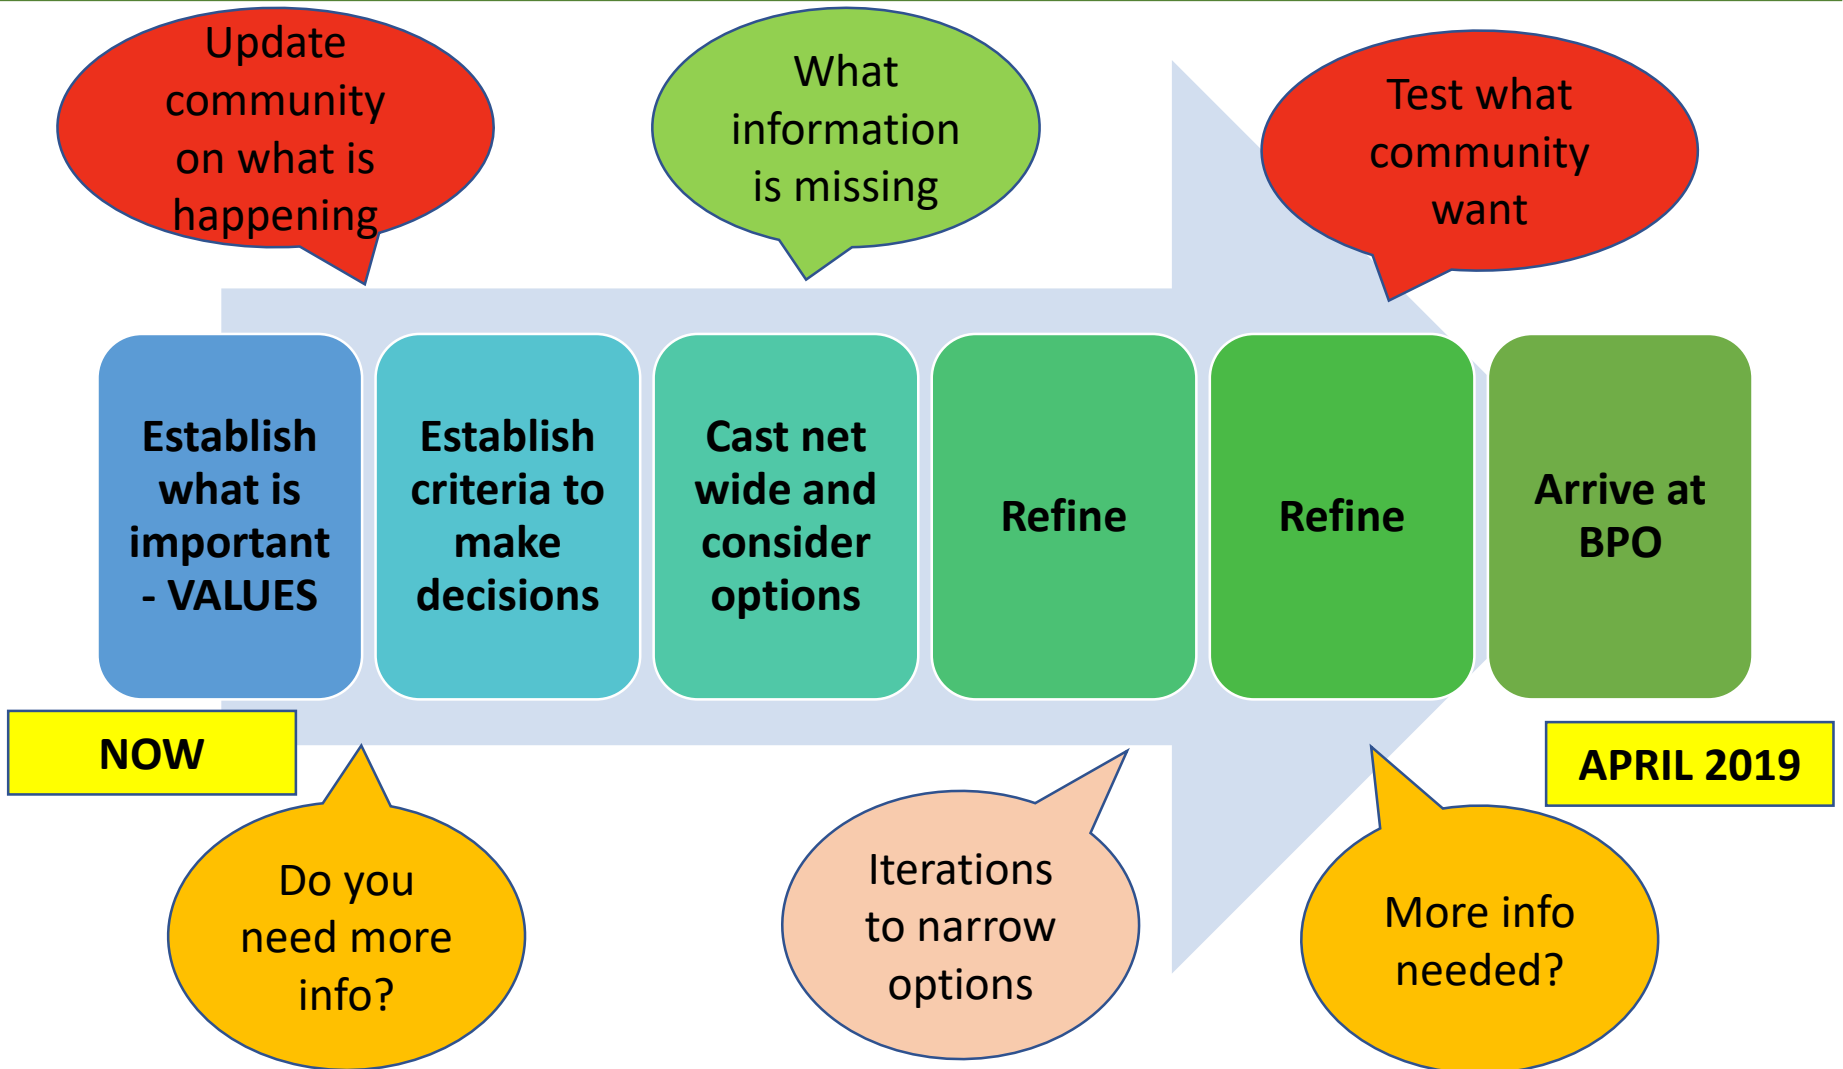 Update
community
on what is
happening
What
information
is missing
Test what
community
want
Establish
what is
important
- VALUES
Establish
criteria to
make
decisions
Cast net
wide and
consider
options
Refine
Refine
Arrive at
BPO
NOW
APRIL 2019
Do you
need more
info?
Iterations
to narrow
options
More info
needed?